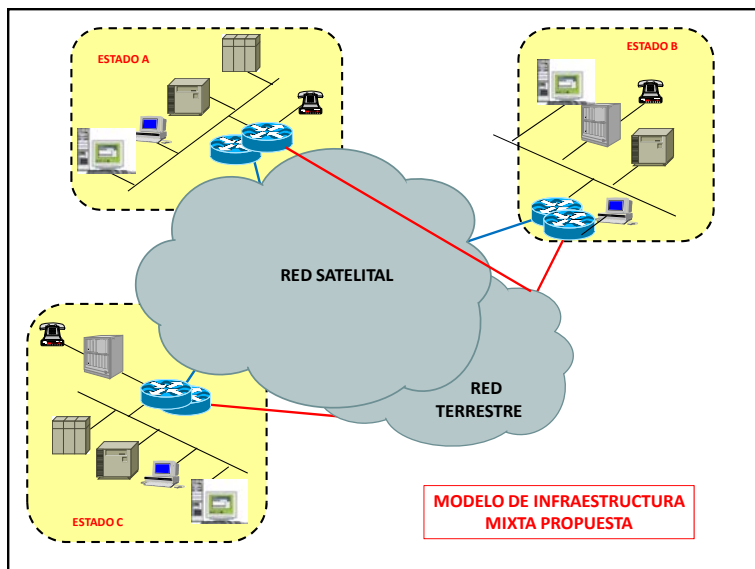 ESTADO A
ESTADO B
RED SATELITAL
RED
TERRESTRE
ESTADO C
MODELO DE INFRAESTRUCTURA
MIXTA PROPUESTA